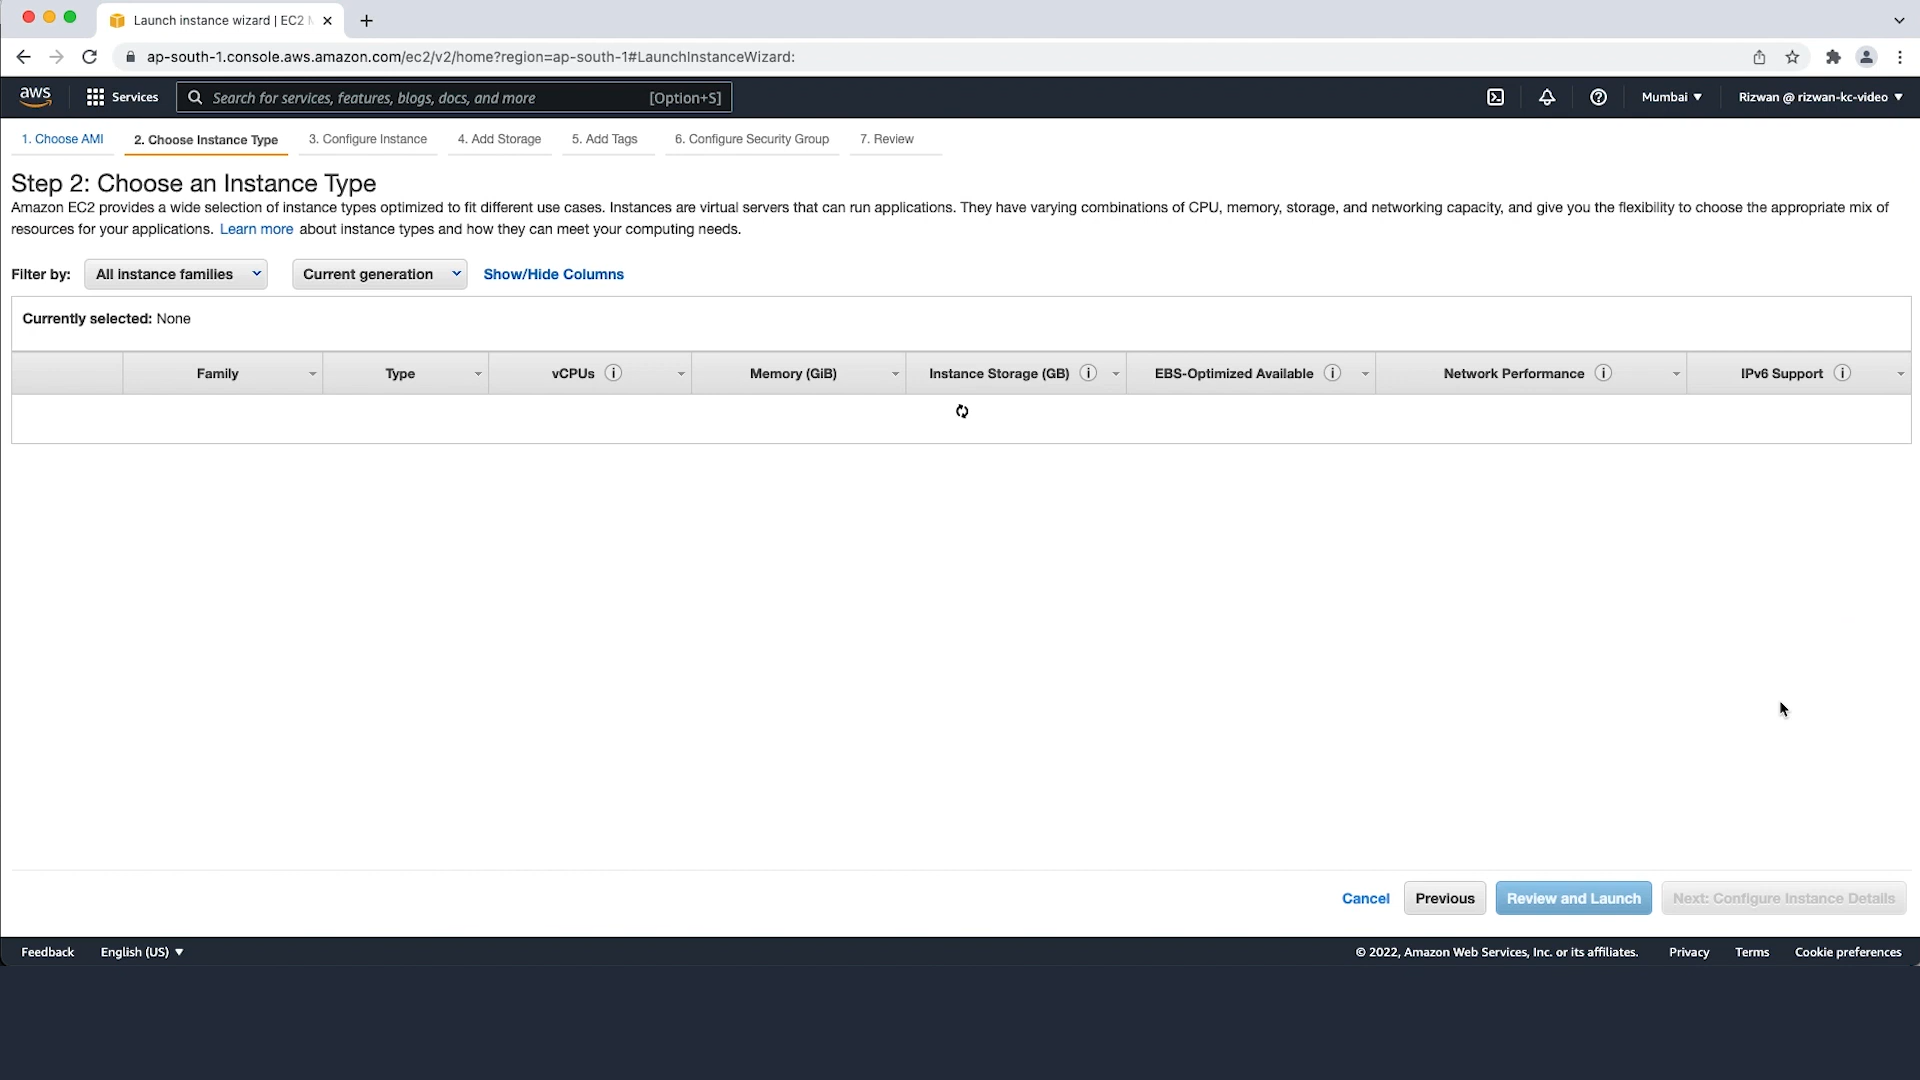 Launch instance wizard | EC2 M
ap-south-1.console.aws.amazon.com/ec2/v2/home?region=ap-south-1#LaunchInstanceWizard:
aws Services Search for services, features, blogs, docs, and more [Option+S] Mumbai Rizwan @ rizwan-kc-video
1. Choose AMI 2. Choose Instance Type 3. Configure Instance 4. Add Storage 5. Add Tags 6. Configure Security Group 7. Review
Step 2: Choose an Instance Type
Amazon EC2 provides a wide selection of instance types optimized to fit different use cases. Instances are virtual servers that can run applications. They have varying combinations of CPU, memory, storage, and networking capacity, and give you the flexibility to choose the appropriate mix of
resources for your applications. Learn more about instance types and how they can meet your computing needs.
Filter by: All instance families Current generation Show/Hide Columns
Currently selected: None
Family Type vCPUs i Memory (GiB) Instance Storage (GB) i EBS-Optimized Available i Network Performance i IPv6 Support i
Cancel Previous Review and Launch Next: Configure Instance Details
Feedback English (US) © 2022, Amazon Web Services, Inc. or its affiliates. Privacy Terms Cookie preferences